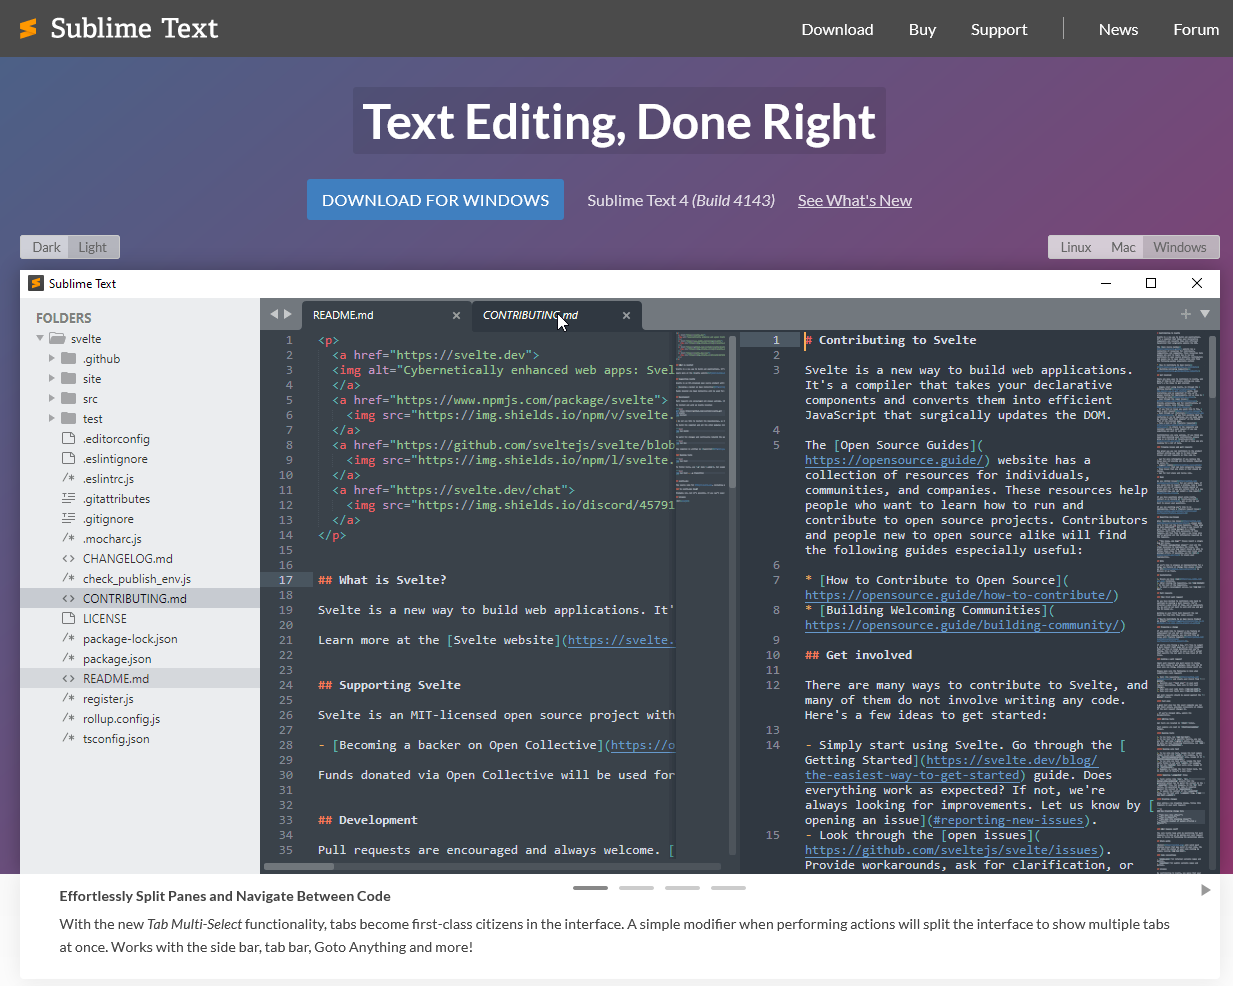 Sublime Text
Download
Buy
Support
News
Forum
Text Editing, Done Right
DOWNLOAD FOR WINDOWS
Sublime Text 4 (Build 4143)
See What's New
Dark
Light
Linux
Mac
Windows
Sublime Text
FOLDERS
svelte
.github
site
src
test
.editorconfig
.eslintignore
/* .eslintrc.js
.gitattributes
.gitignore
/* .mocharc.js
<> CHANGELOG.md
/* check_publish_env.js
<> CONTRIBUTING.md
LICENSE
/* package-lock.json
/* package.json
<> README.md
/* register.js
/* rollup.config.js
/* tsconfig.json
README.md
CONTRIBUTING.md
1 <p>
2 <a href="https://svelte.dev">
3 <img alt="Cybernetically enhanced web apps: Svel
4 </a>
5 <a href="https://www.npmjs.com/package/svelte">
6 <img src="https://img.shields.io/npm/v/svelte.
7 </a>
8 <a href="https://github.com/sveltejs/svelte/blob
9 <img src="https://img.shields.io/npm/l/svelte.
10 </a>
11 <a href="https://svelte.dev/chat">
12 <img src="https://img.shields.io/discord/45791
13 </a>
14 </p>
15
16
17 ## What is Svelte?
18
19 Svelte is a new way to build web applications. It'
20
21 Learn more at the [Svelte website](https://svelte.
22
23
24 ## Supporting Svelte
25
26 Svelte is an MIT-licensed open source project with
27
28 - [Becoming a backer on Open Collective](https://o
29
30 Funds donated via Open Collective will be used for
31
32
33 ## Development
34
35 Pull requests are encouraged and always welcome. [
1 # Contributing to Svelte
2
3 Svelte is a new way to build web applications.
It's a compiler that takes your declarative
components and converts them into efficient
JavaScript that surgically updates the DOM.
4
5 The [Open Source Guides](
https://opensource.guide/) website has a
collection of resources for individuals,
communities, and companies. These resources help
people who want to learn how to run and
contribute to open source projects. Contributors
and people new to open source alike will find
the following guides especially useful:
6
7 * [How to Contribute to Open Source](
https://opensource.guide/how-to-contribute/)
8 * [Building Welcoming Communities](
https://opensource.guide/building-community/)
9
10 ## Get involved
11
12 There are many ways to contribute to Svelte, and
many of them do not involve writing any code.
Here's a few ideas to get started:
13
14 - Simply start using Svelte. Go through the [
Getting Started](https://svelte.dev/blog/
the-easiest-way-to-get-started) guide. Does
everything work as expected? If not, we're
always looking for improvements. Let us know by [
opening an issue](#reporting-new-issues).
15 - Look through the [open issues](
https://github.com/sveltejs/svelte/issues).
Provide workarounds, ask for clarification, or
Effortlessly Split Panes and Navigate Between Code
With the new Tab Multi-Select functionality, tabs become first-class citizens in the interface. A simple modifier when performing actions will split the interface to show multiple tabs
at once. Works with the side bar, tab bar, Goto Anything and more!